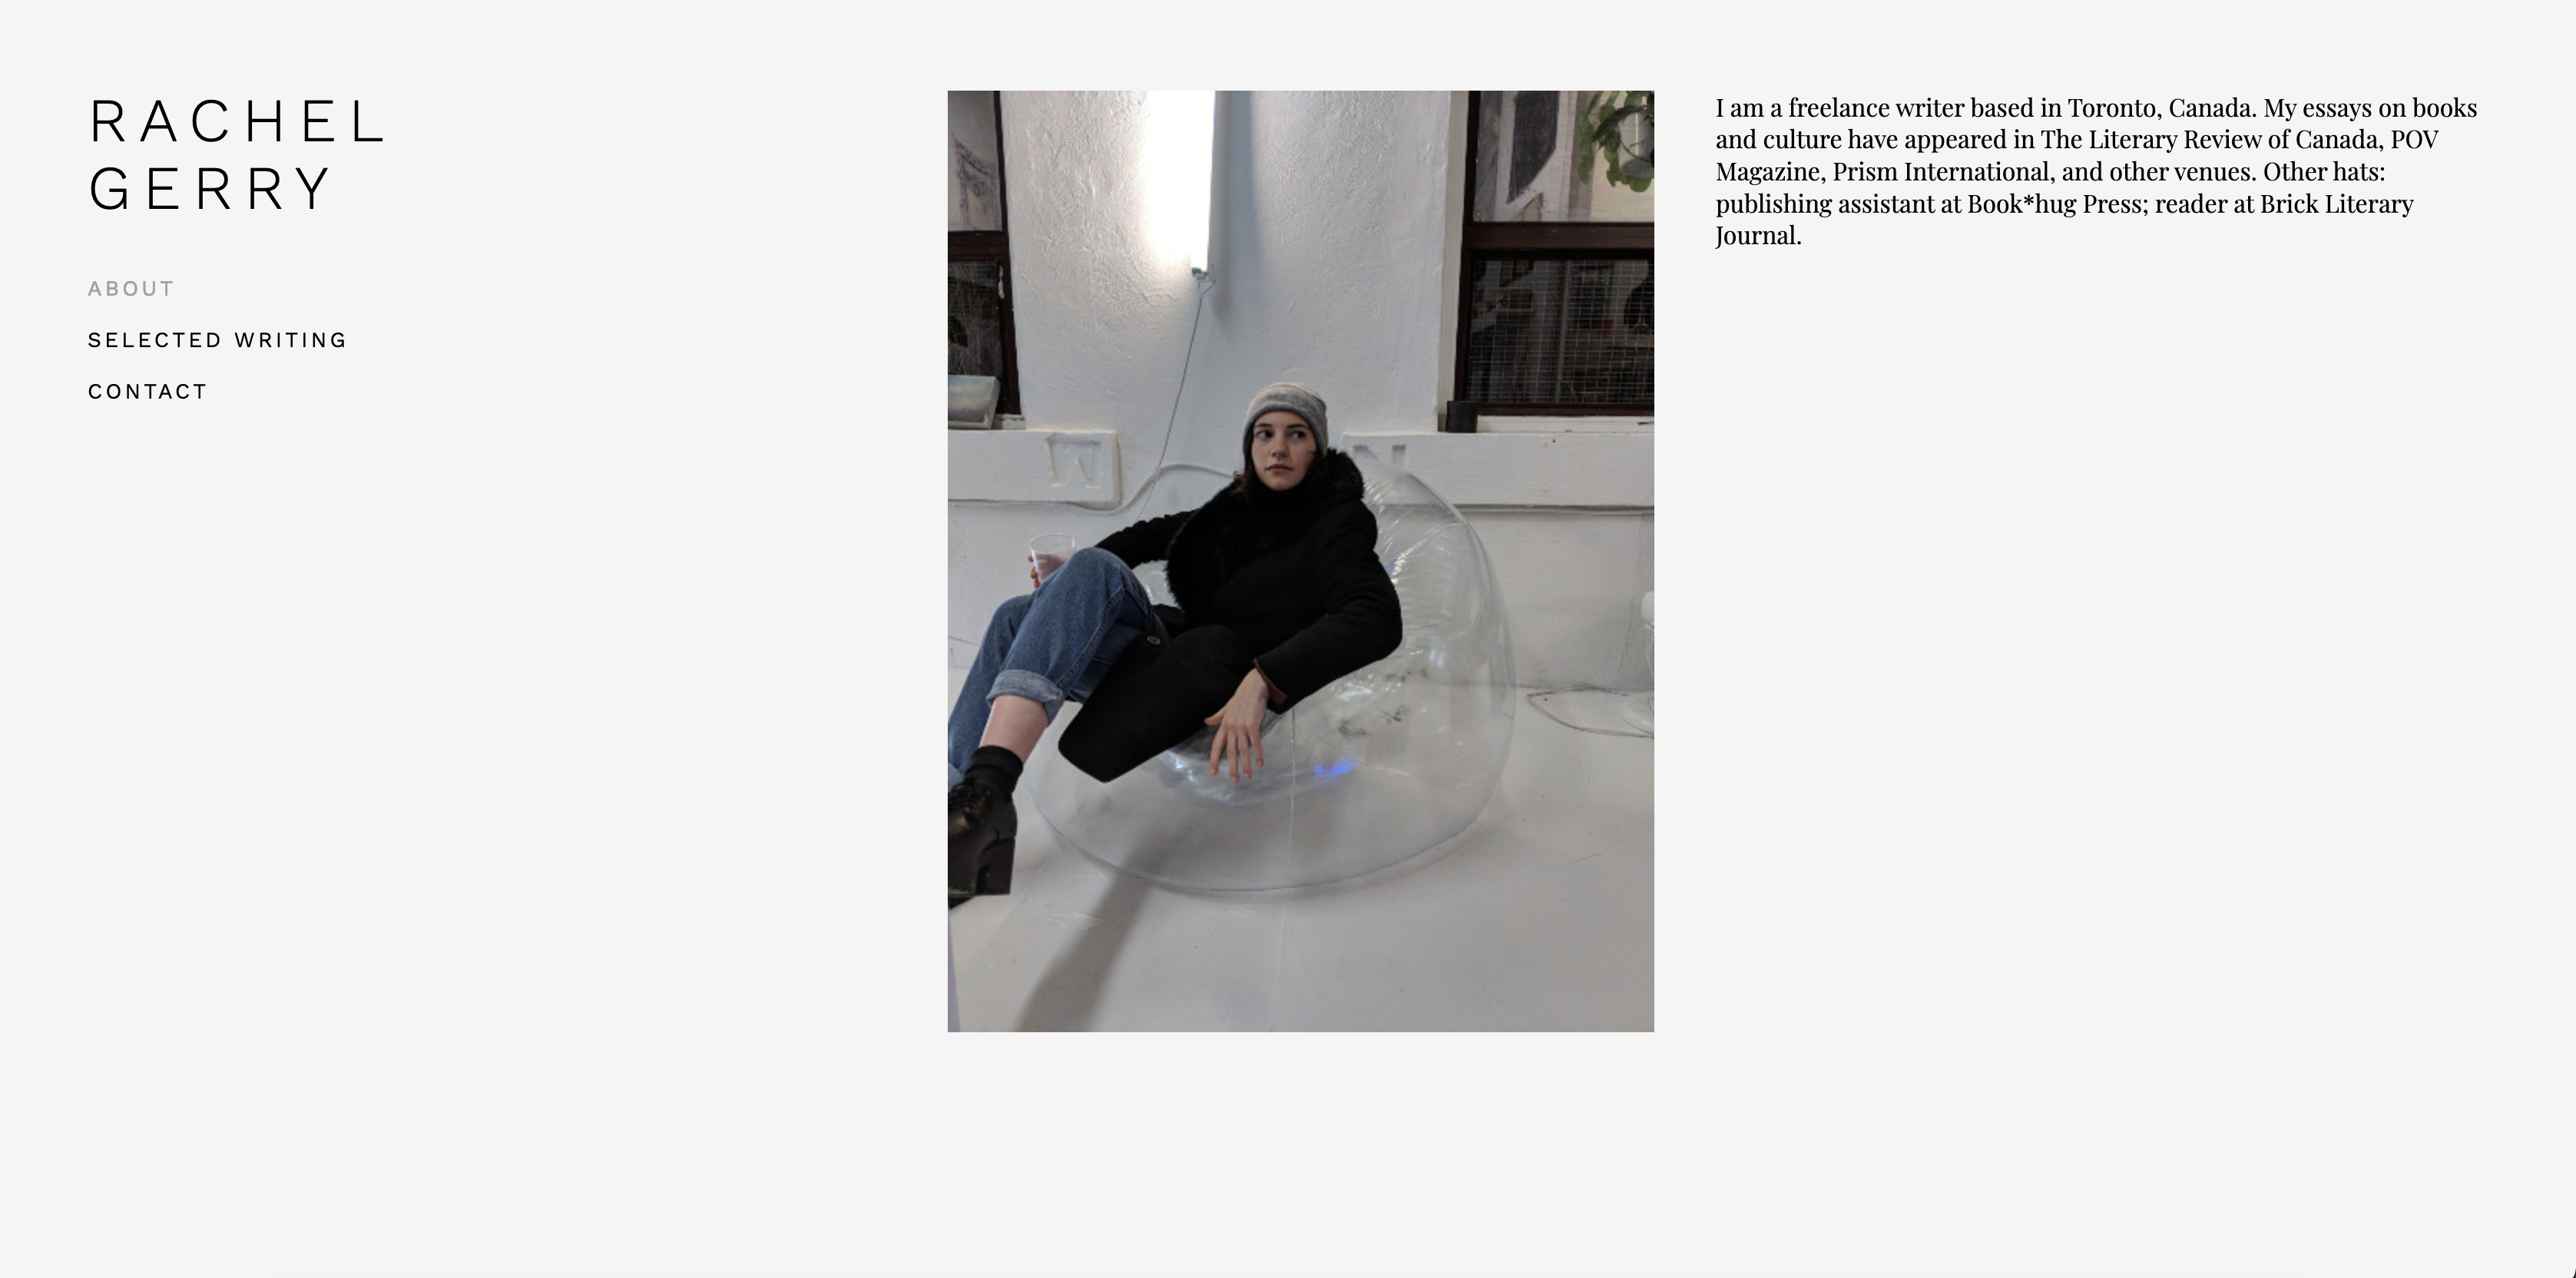 RACHEL
GERRY
ABOUT
SELECTED WRITING
CONTACT
I am a freelance writer based in Toronto, Canada. My essays on books
and culture have appeared in The Literary Review of Canada, POV
Magazine, Prism International, and other venues. Other hats:
publishing assistant at Book*hug Press; reader at Brick Literary
Journal.